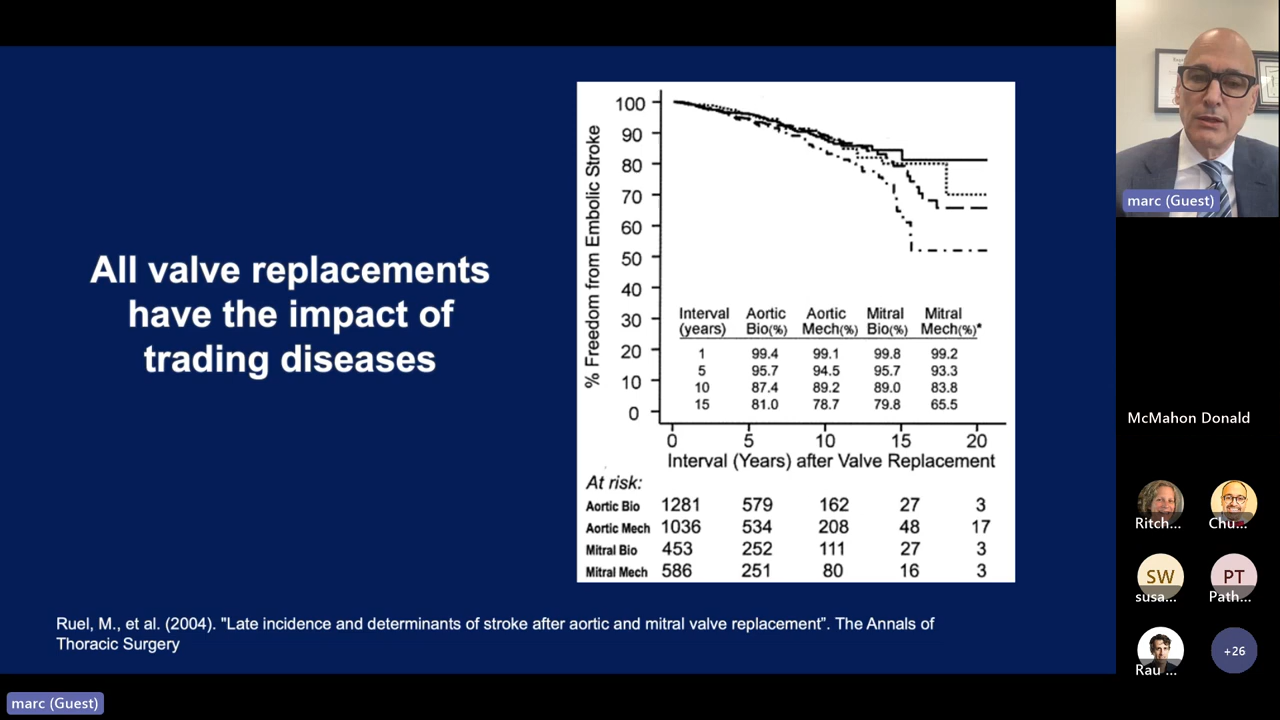 All valve replacements
have the impact of
trading diseases
% Freedom from Embolic Stroke
100
90
80
70
60
50
40
30
20
10
0
Interval Aortic Aortic Mitral Mitral
(years) Bio(%) Mech(%) Bio(%) Mech(%)*
1 99.4 99.1 99.8 99.2
5 95.7 94.5 95.7 93.3
10 87.4 89.2 89.0 83.8
15 81.0 78.7 79.8 65.5
0 5 10 15 20
Interval (Years) after Valve Replacement
At risk:
Aortic Bio 1281 579 162 27 3
Aortic Mech 1036 534 208 48 17
Mitral Bio 453 252 111 27 3
Mitral Mech 586 251 80 16 3
Ruel, M., et al. (2004). "Late incidence and determinants of stroke after aortic and mitral valve replacement". The Annals of
Thoracic Surgery
marc (Guest)
marc (Guest)
McMahon Donald
Ritch... Chu...
SW PT
susa... Path...
Rau ... +26